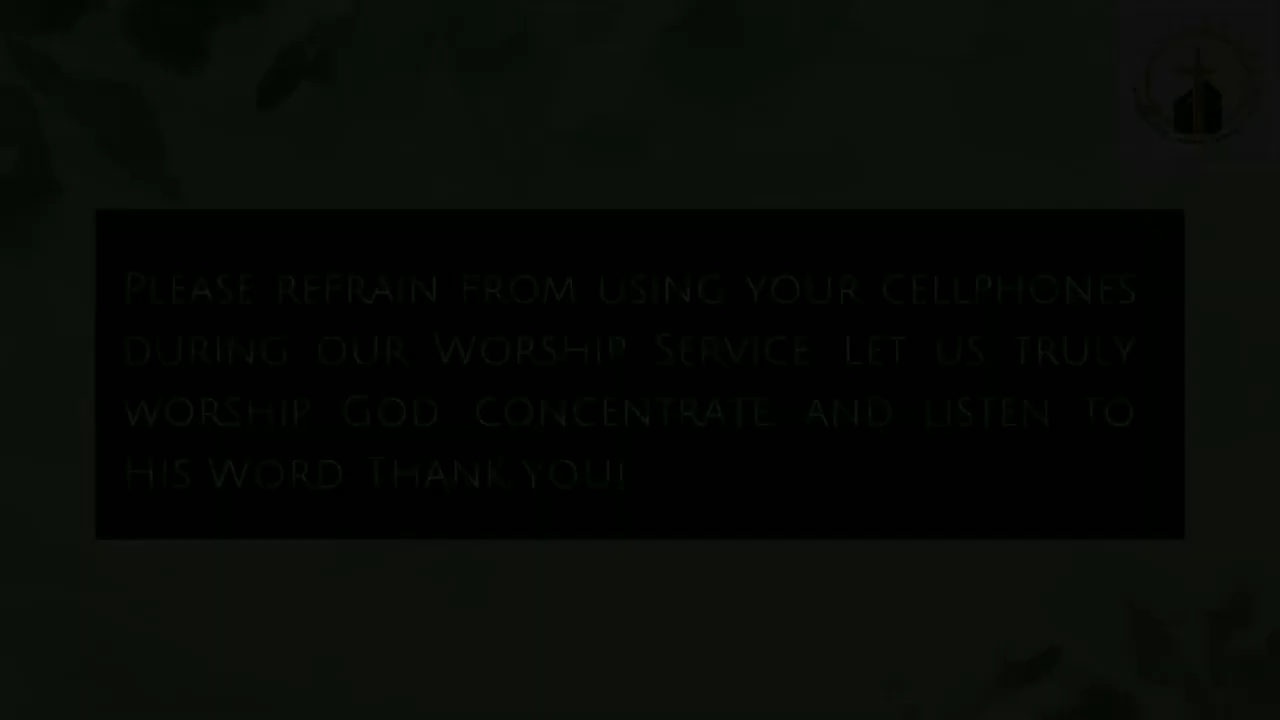 Please refrain from using your cellphones
during our Worship Service Let us truly
worship God concentrate and listen to
His Word Thank you!